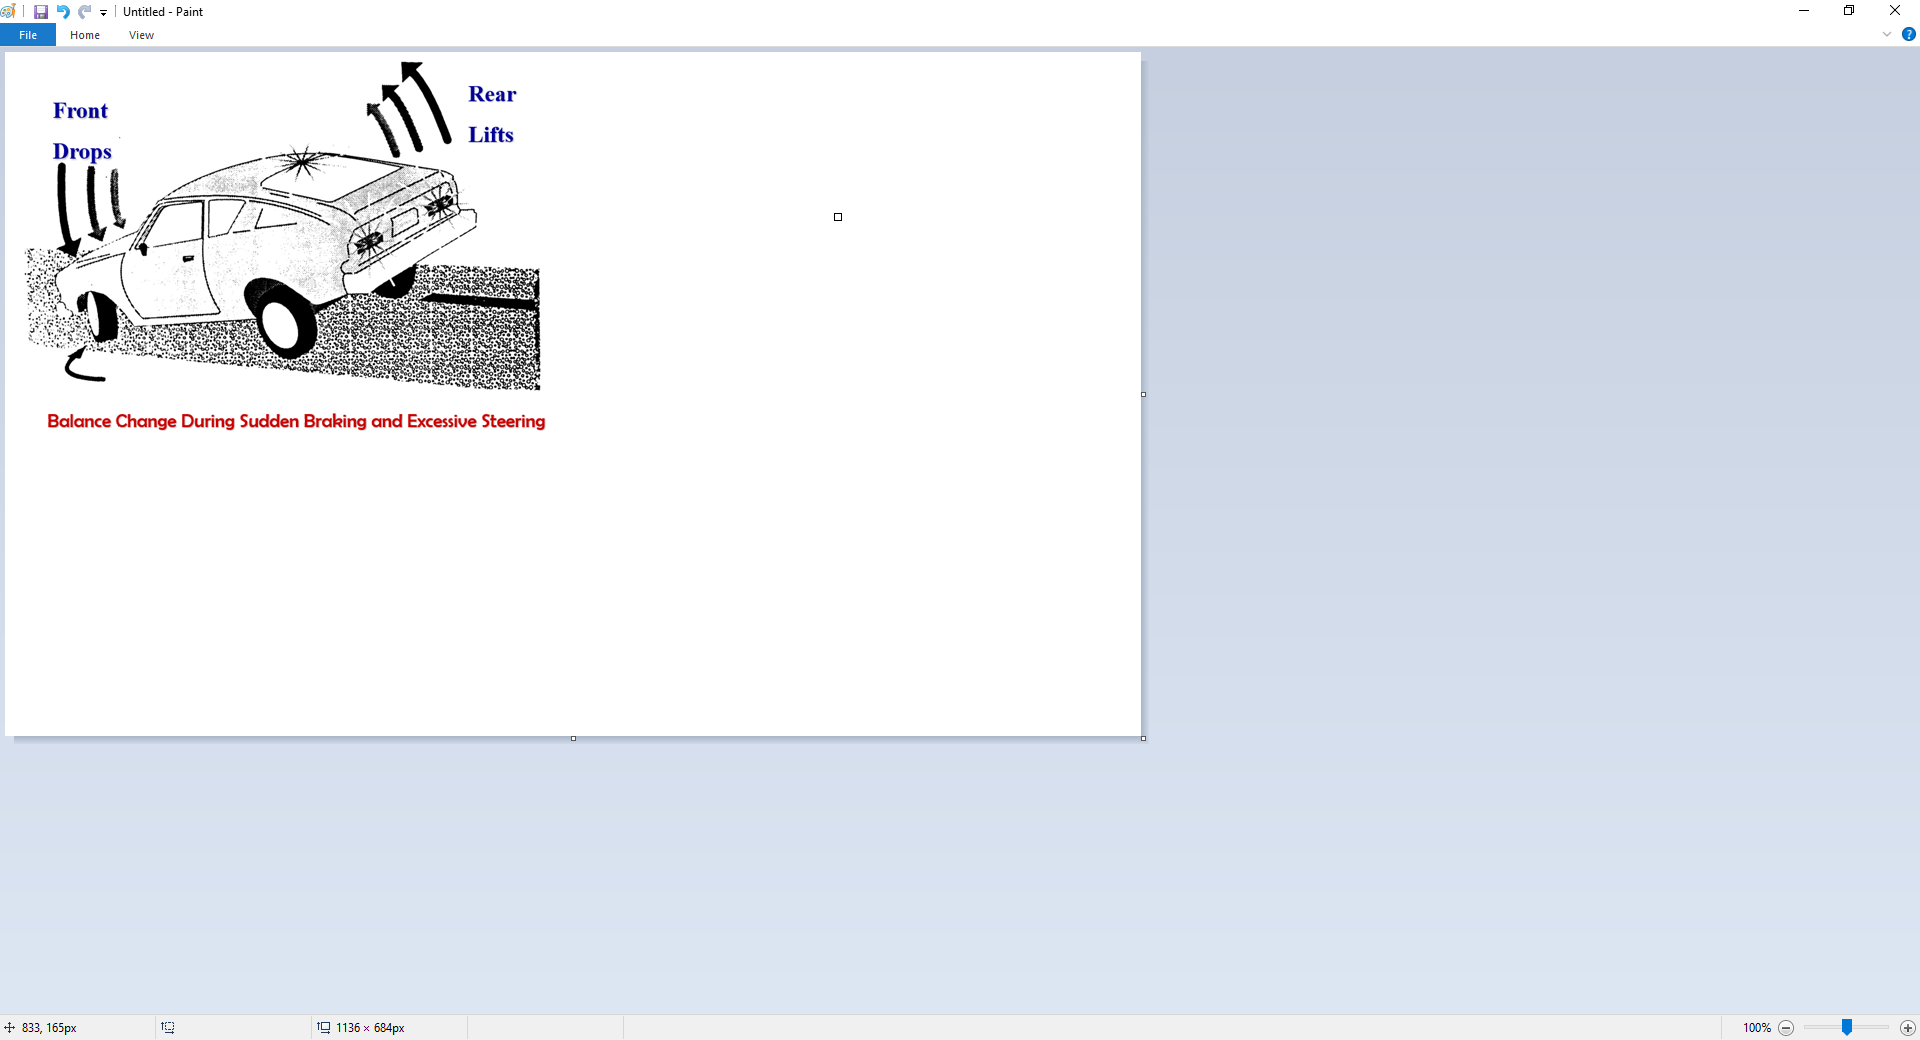 Untitled - Paint
File Home View
Front
Drops
Rear
Lifts
Balance Change During Sudden Braking and Excessive Steering
833, 165px
1136 × 684px
100%